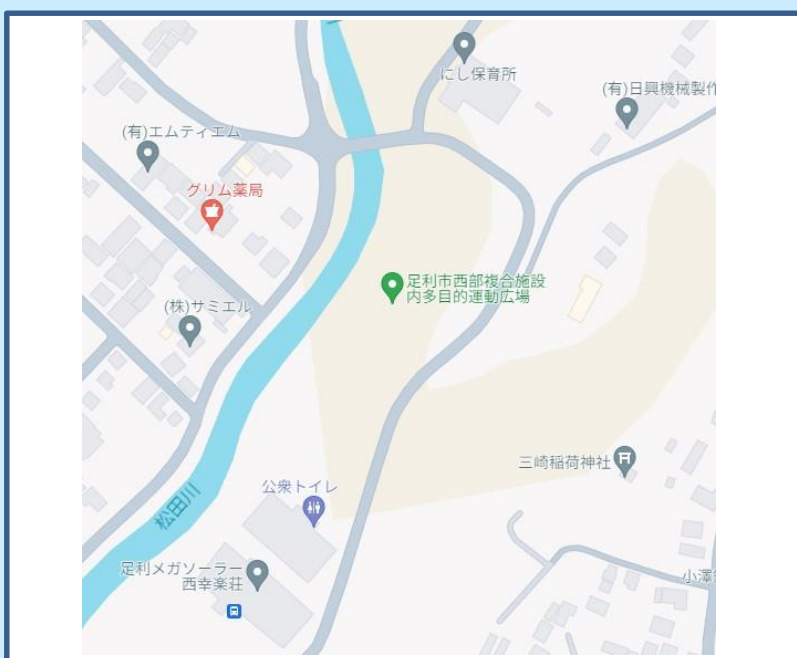 にし保育所
(有)日興機械製作
(有)エムティエム
グリム薬局
足利市西部複合施設
内多目的運動広場
(株)サミエル
三崎稲荷神社
公衆トイレ
松田川
足利メガソーラー
西幸楽荘
小澤